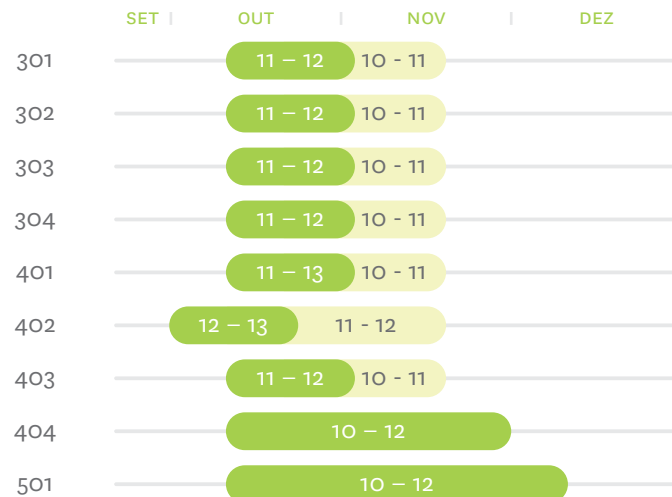 SET | OUT | NOV | DEZ
301 11 – 12 10 - 11
302 11 – 12 10 - 11
303 11 – 12 10 - 11
304 11 – 12 10 - 11
401 11 – 13 10 - 11
402 12 – 13 11 - 12
403 11 – 12 10 - 11
404 10 – 12
501 10 – 12